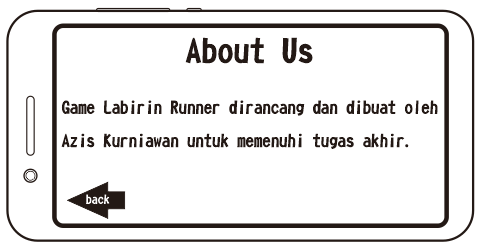 About Us
Game Labirin Runner dirancang dan dibuat oleh
Azis Kurniawan untuk memenuhi tugas akhir.
back